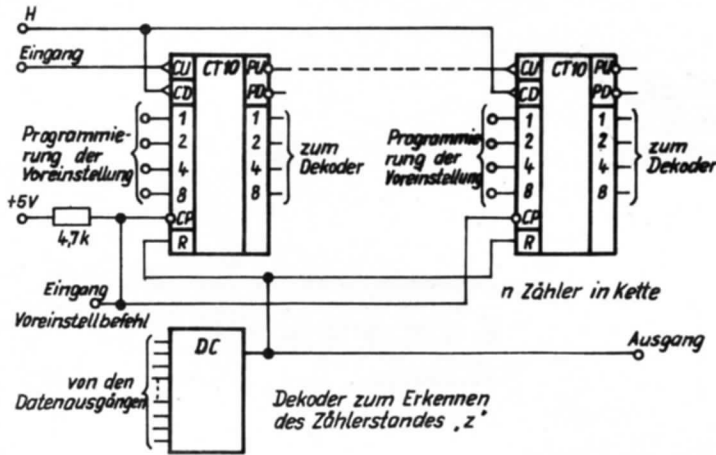 H
Eingang
CU
CT10
PU
CD
PD
1
1
2
2
4
4
8
8
CP
R
Programmie-
rung der
Voreinstellung
zum
Dekoder
+5V
4,7k
Eingang
Voreinstellbefehl
CU
CT10
PU
CD
PD
1
1
2
2
4
4
8
8
CP
R
Programmie-
rung der
Voreinstellung
zum
Dekoder
n Zähler in Kette
Ausgang
DC
von den
Datenausgängen
Dekoder zum Erkennen
des Zählerstandes „z"